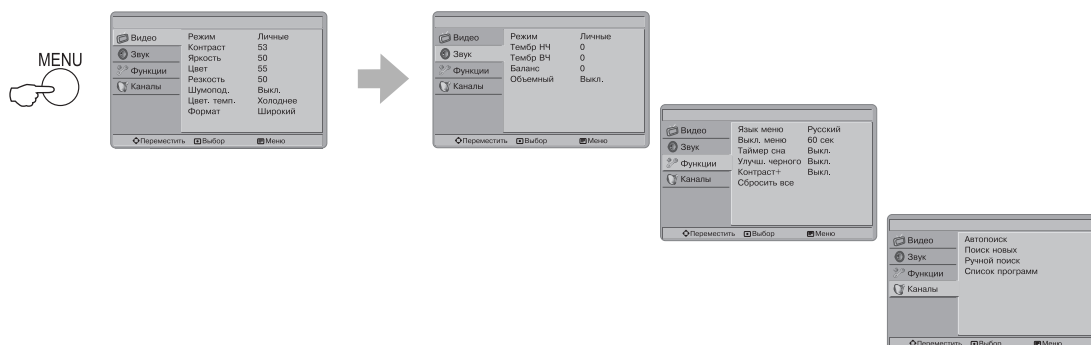 MENU
Видео
Звук
Функции
Каналы
Режим Личные
Контраст 53
Яркость 50
Цвет 55
Резкость 50
Шумопод. Выкл.
Цвет. темп. Холоднее
Формат Широкий
Переместить Выбор Меню
Видео
Звук
Функции
Каналы
Режим Личные
Тембр НЧ 0
Тембр ВЧ 0
Баланс 0
Объемный Выкл.
Переместить Выбор Меню
Видео
Звук
Функции
Каналы
Язык меню Русский
Выкл. меню 60 сек
Таймер сна Выкл.
Улучш. черного Выкл.
Контраст+ Выкл.
Сбросить все
Переместить Выбор Меню
Видео
Звук
Функции
Каналы
Автопоиск
Поиск новых
Ручной поиск
Список программ
Переместить Выбор Меню